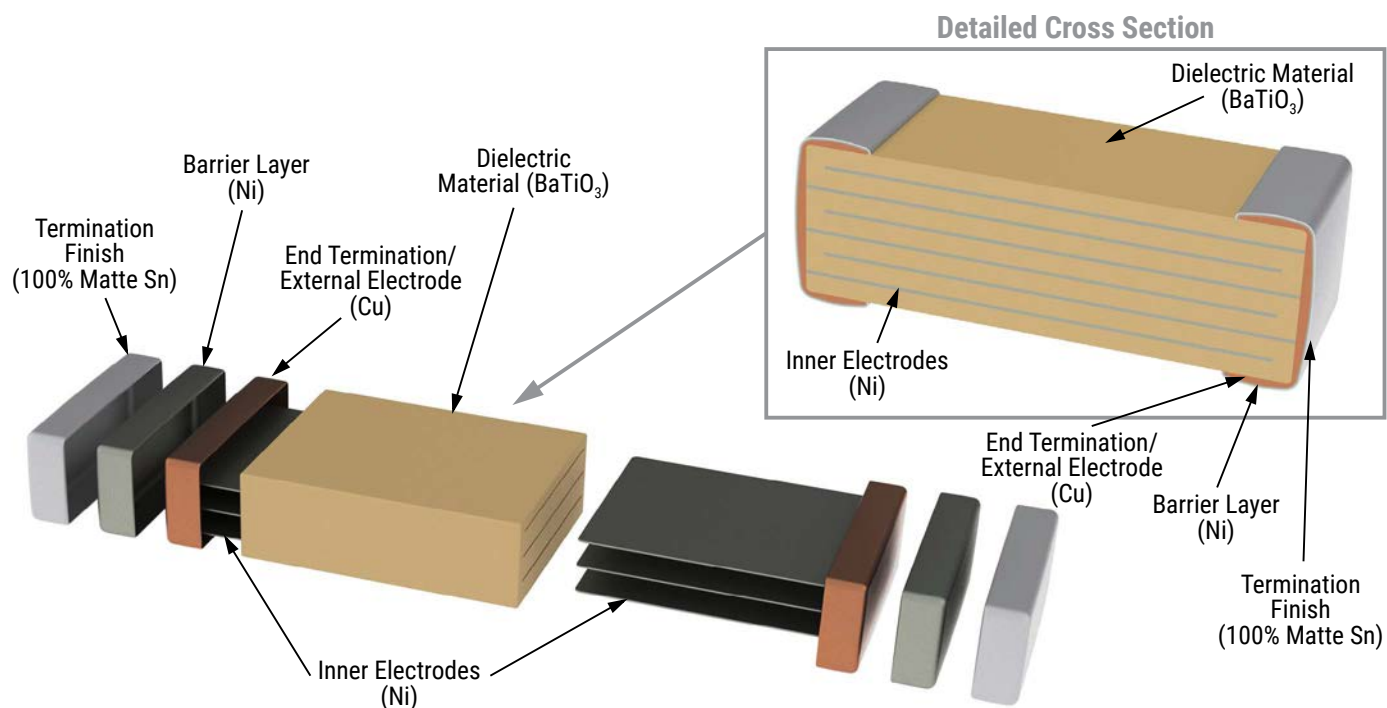 Detailed Cross Section
Dielectric Material
(BaTiO₃)
Inner Electrodes
(Ni)
End Termination/
External Electrode
(Cu)
Barrier Layer
(Ni)
Termination
Finish
(100% Matte Sn)
Termination
Finish
(100% Matte Sn)
Barrier Layer
(Ni)
End Termination/
External Electrode
(Cu)
Dielectric
Material (BaTiO₃)
Inner Electrodes
(Ni)